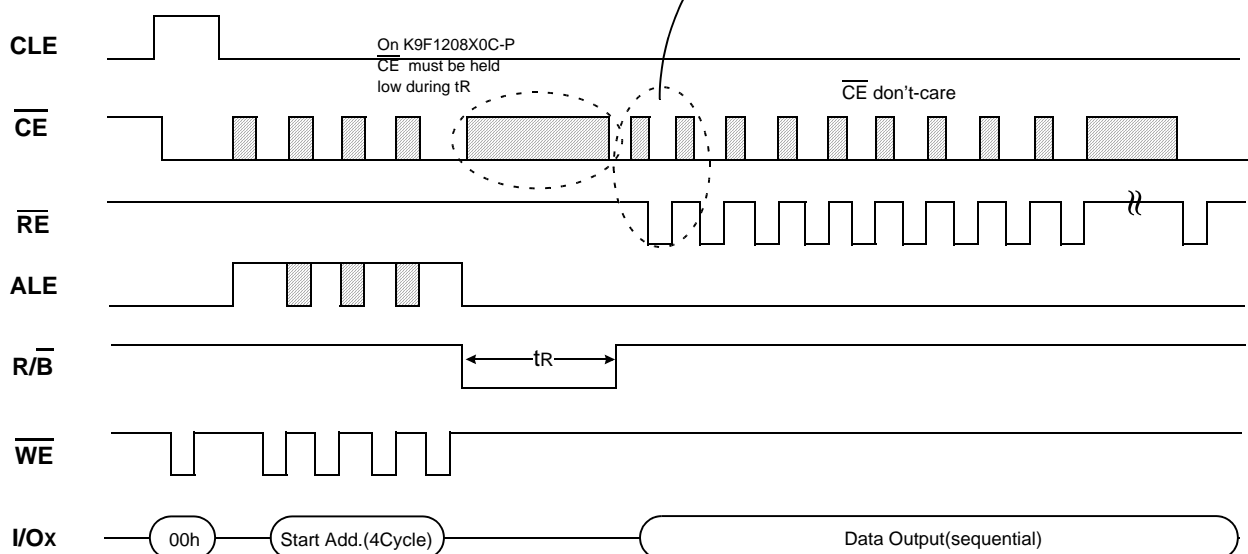 CLE
On K9F1208X0C-P
CE must be held
low during tR
CE don't-care
CE
RE
ALE
R/B
tR
WE
I/Ox
00h
Start Add.(4Cycle)
Data Output(sequential)